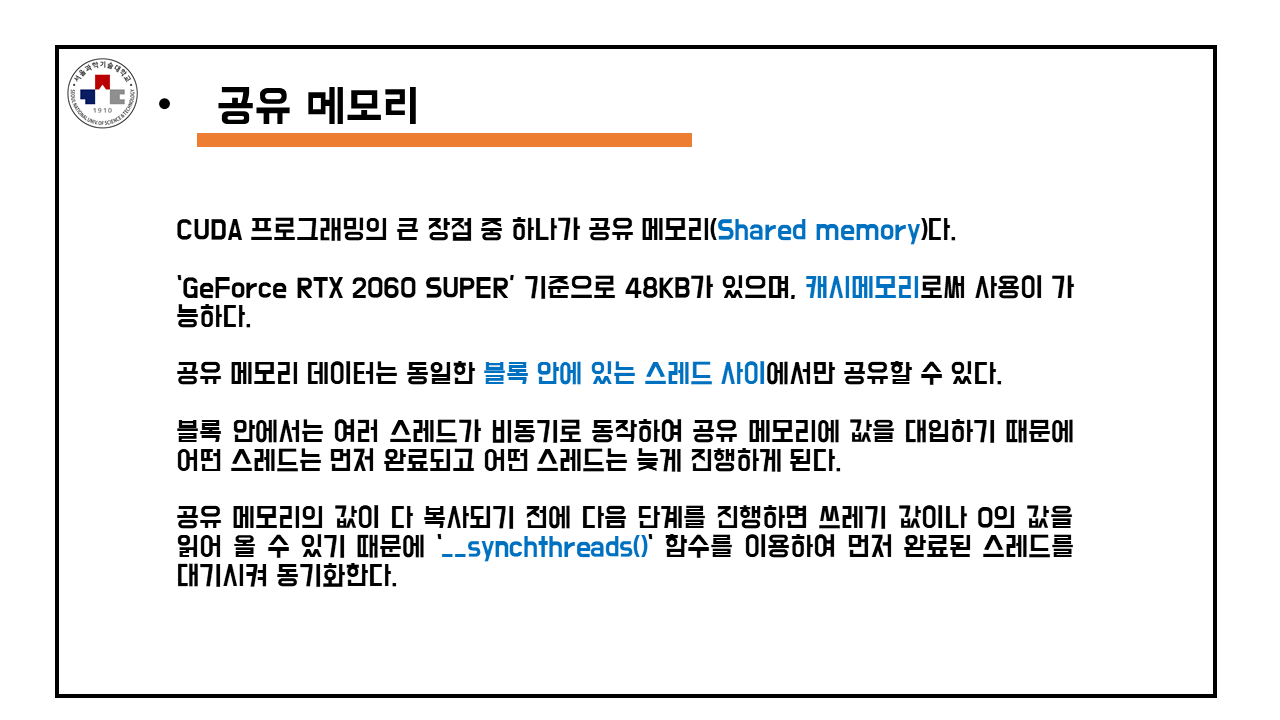 서울과학기술대학교
1910
SEOUL NATIONAL UNIV. OF SCIENCE & TECHNOLOGY
• 공유 메모리
CUDA 프로그래밍의 큰 장점 중 하나가 공유 메모리(Shared memory)다.
‘GeForce RTX 2060 SUPER’ 기준으로 48KB가 있으며, 캐시메모리로써 사용이 가
능하다.
공유 메모리 데이터는 동일한 블록 안에 있는 스레드 사이에서만 공유할 수 있다.
블록 안에서는 여러 스레드가 비동기로 동작하여 공유 메모리에 값을 대입하기 때문에
어떤 스레드는 먼저 완료되고 어떤 스레드는 늦게 진행하게 된다.
공유 메모리의 값이 다 복사되기 전에 다음 단계를 진행하면 쓰레기 값이나 0의 값을
읽어 올 수 있기 때문에 ‘__synchthreads()’ 함수를 이용하여 먼저 완료된 스레드를
대기시켜 동기화한다.